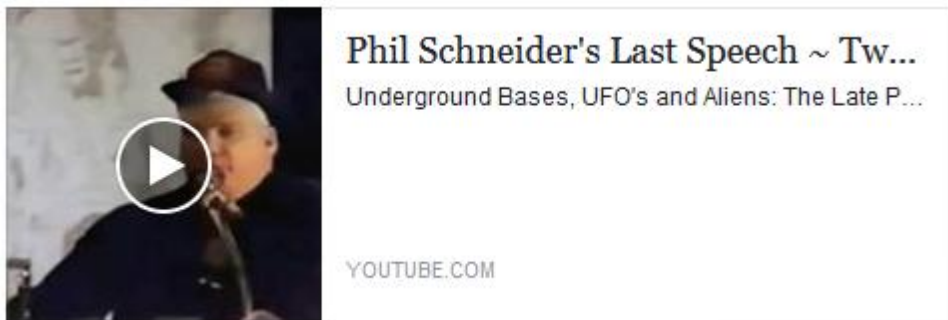 Phil Schneider's Last Speech ~ Tw...
Underground Bases, UFO's and Aliens: The Late P...
YOUTUBE.COM